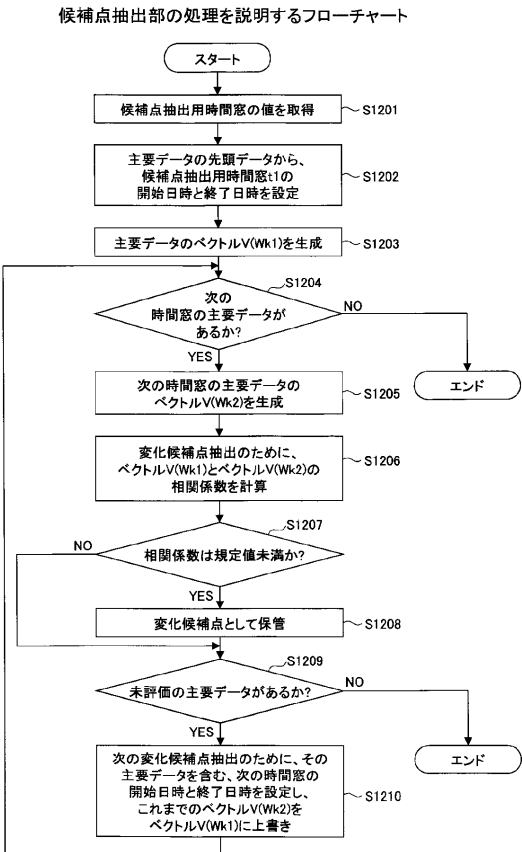 候補点抽出部の処理を説明するフローチャート
スタート
候補点抽出用時間窓の値を取得
S1201
主要データの先頭データから、
候補点抽出用時間窓t1の
開始日時と終了日時を設定
S1202
主要データのベクトルV(Wk1)を生成
S1203
S1204
次の
時間窓の主要データが
あるか?
NO
YES
エンド
次の時間窓の主要データの
ベクトルV(Wk2)を生成
S1205
変化候補点抽出のために、
ベクトルV(Wk1)とベクトルV(Wk2)の
相関係数を計算
S1206
S1207
NO
相関係数は規定値未満か?
YES
変化候補点として保管
S1208
S1209
未評価の主要データがあるか?
NO
YES
エンド
次の変化候補点抽出のために、その
主要データを含む、次の時間窓の
開始日時と終了日時を設定し、
これまでのベクトルV(Wk2)を
ベクトルV(Wk1)に上書き
S1210